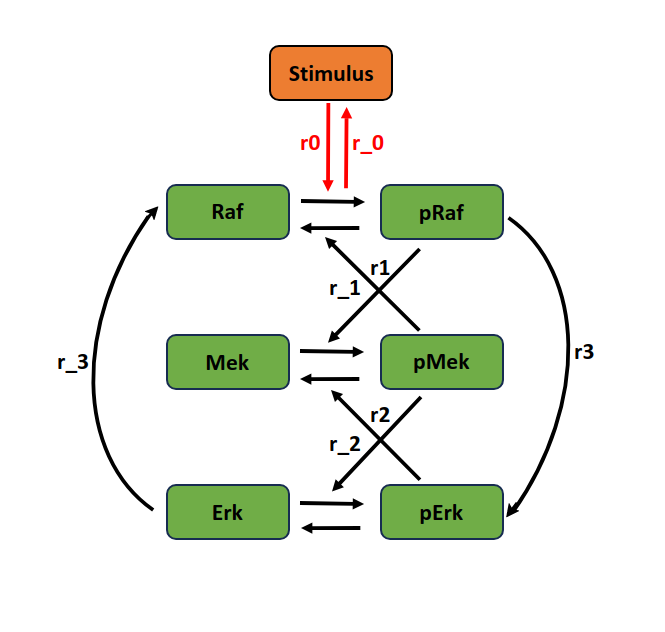 Stimulus
r0
r_0
Raf
pRaf
r1
r_1
Mek
pMek
r_3
r3
r2
r_2
Erk
pErk